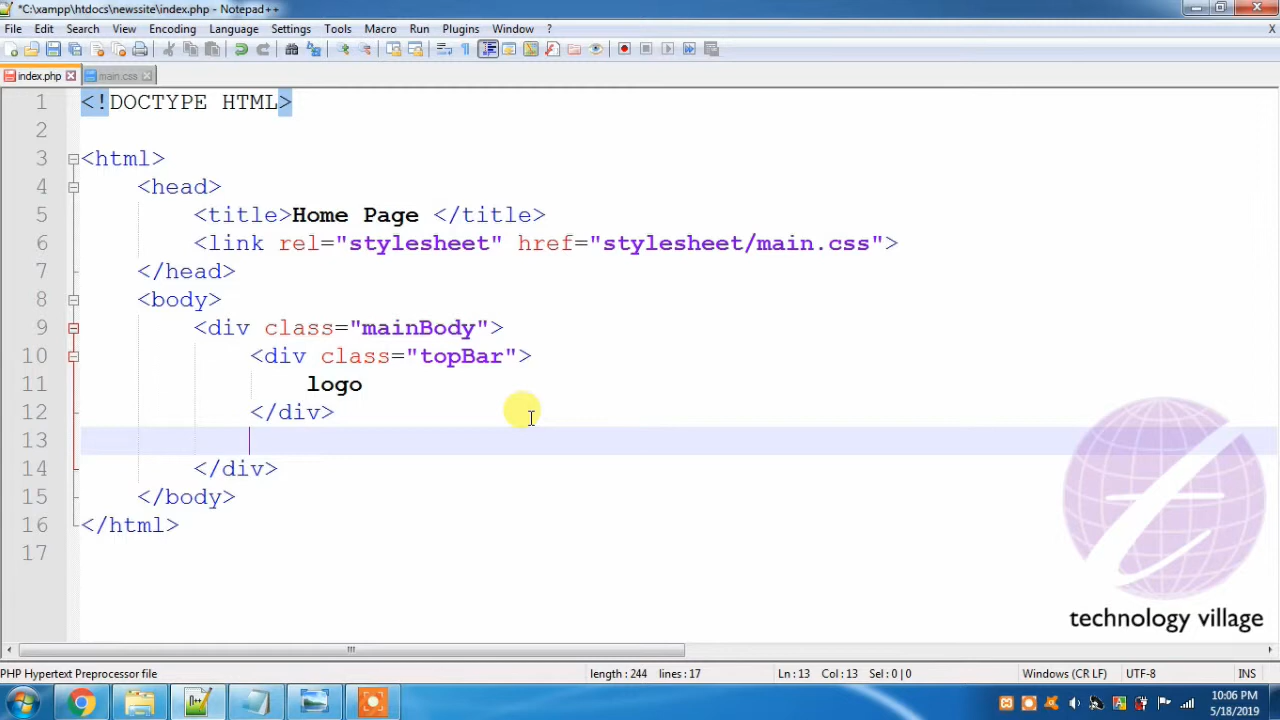 *C:\xampp\htdocs\newssite\index.php - Notepad++
File Edit Search View Encoding Language Settings Tools Macro Run Plugins Window ? X
index.php main.css
1 <!DOCTYPE HTML>
2
3 <html>
4 <head>
5 <title>Home Page </title>
6 <link rel="stylesheet" href="stylesheet/main.css">
7 </head>
8 <body>
9 <div class="mainBody">
10 <div class="topBar">
11 logo
12 </div>
13
14 </div>
15 </body>
16 </html>
17
technology village
PHP Hypertext Preprocessor file length : 244 lines : 17 Ln : 13 Col : 13 Sel : 0 | 0 Windows (CR LF) UTF-8 INS
10:06 PM
5/18/2019